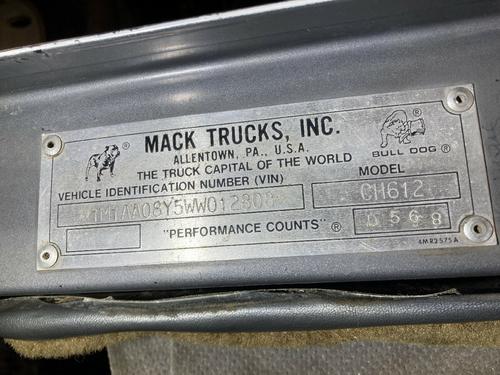 MACK TRUCKS, INC.
ALLENTOWN, PA., U.S.A.
THE TRUCK CAPITAL OF THE WORLD
BULL DOG ®
VEHICLE IDENTIFICATION NUMBER (VIN)
MODEL
CH612
"PERFORMANCE COUNTS" ®
4MR2575A